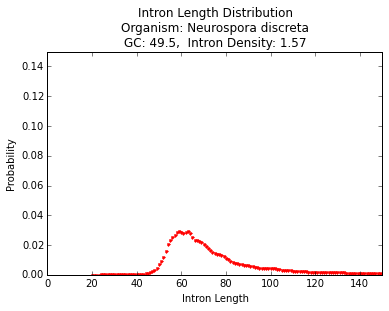 Intron Length Distribution
Organism: Neurospora discreta
GC: 49.5,  Intron Density: 1.57
0.14
0.12
0.10
0.08
0.06
0.04
0.02
0.00
Probability
0 20 40 60 80 100 120 140
Intron Length